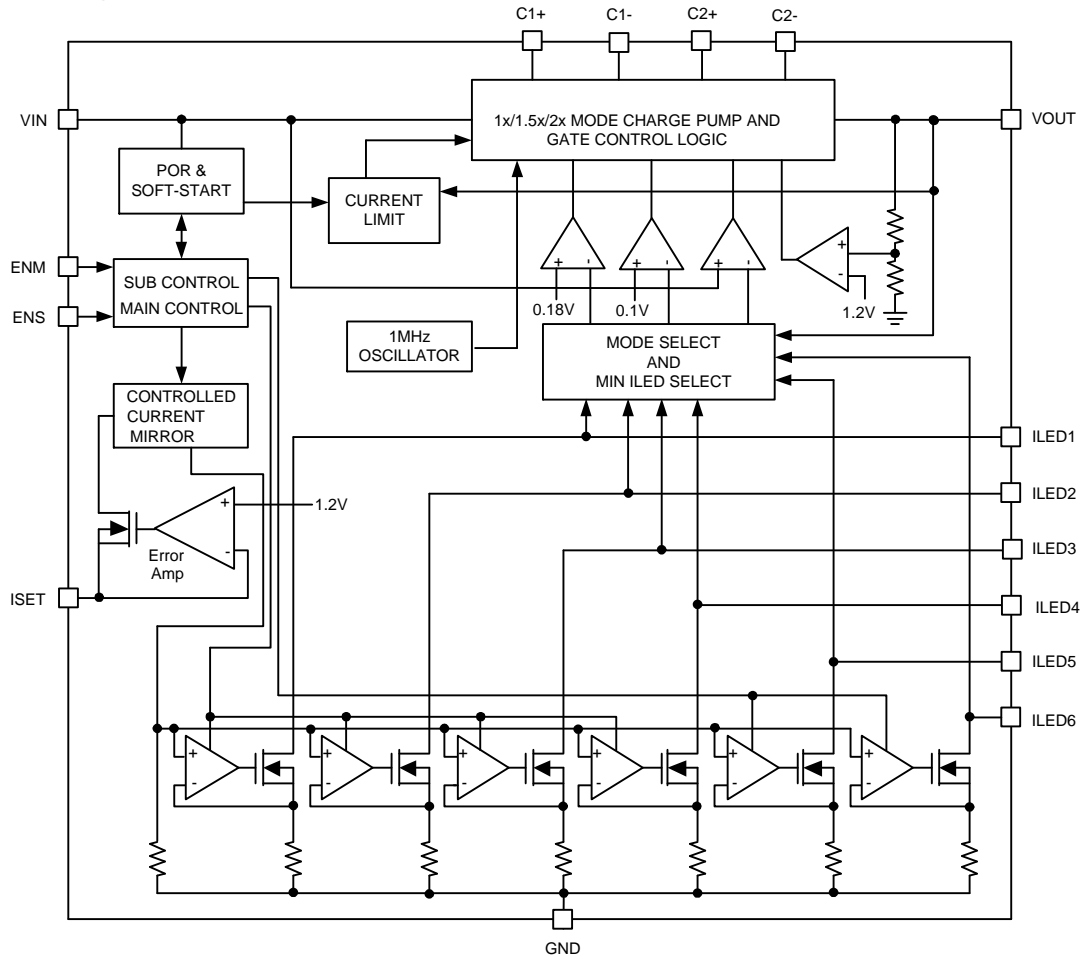 C1+ C1- C2+ C2-
VIN
1x/1.5x/2x MODE CHARGE PUMP AND
GATE CONTROL LOGIC
VOUT
POR &
SOFT-START
CURRENT
LIMIT
ENM
SUB CONTROL
MAIN CONTROL
ENS
+ - + - + -
+
-
0.18V
0.1V
1.2V
1MHz
OSCILLATOR
MODE SELECT
AND
MIN ILED SELECT
CONTROLLED
CURRENT
MIRROR
ILED1
ILED2
ILED3
ILED4
ILED5
ILED6
+
-
1.2V
Error
Amp
ISET
+ + + + + +
- - - - - -
GND